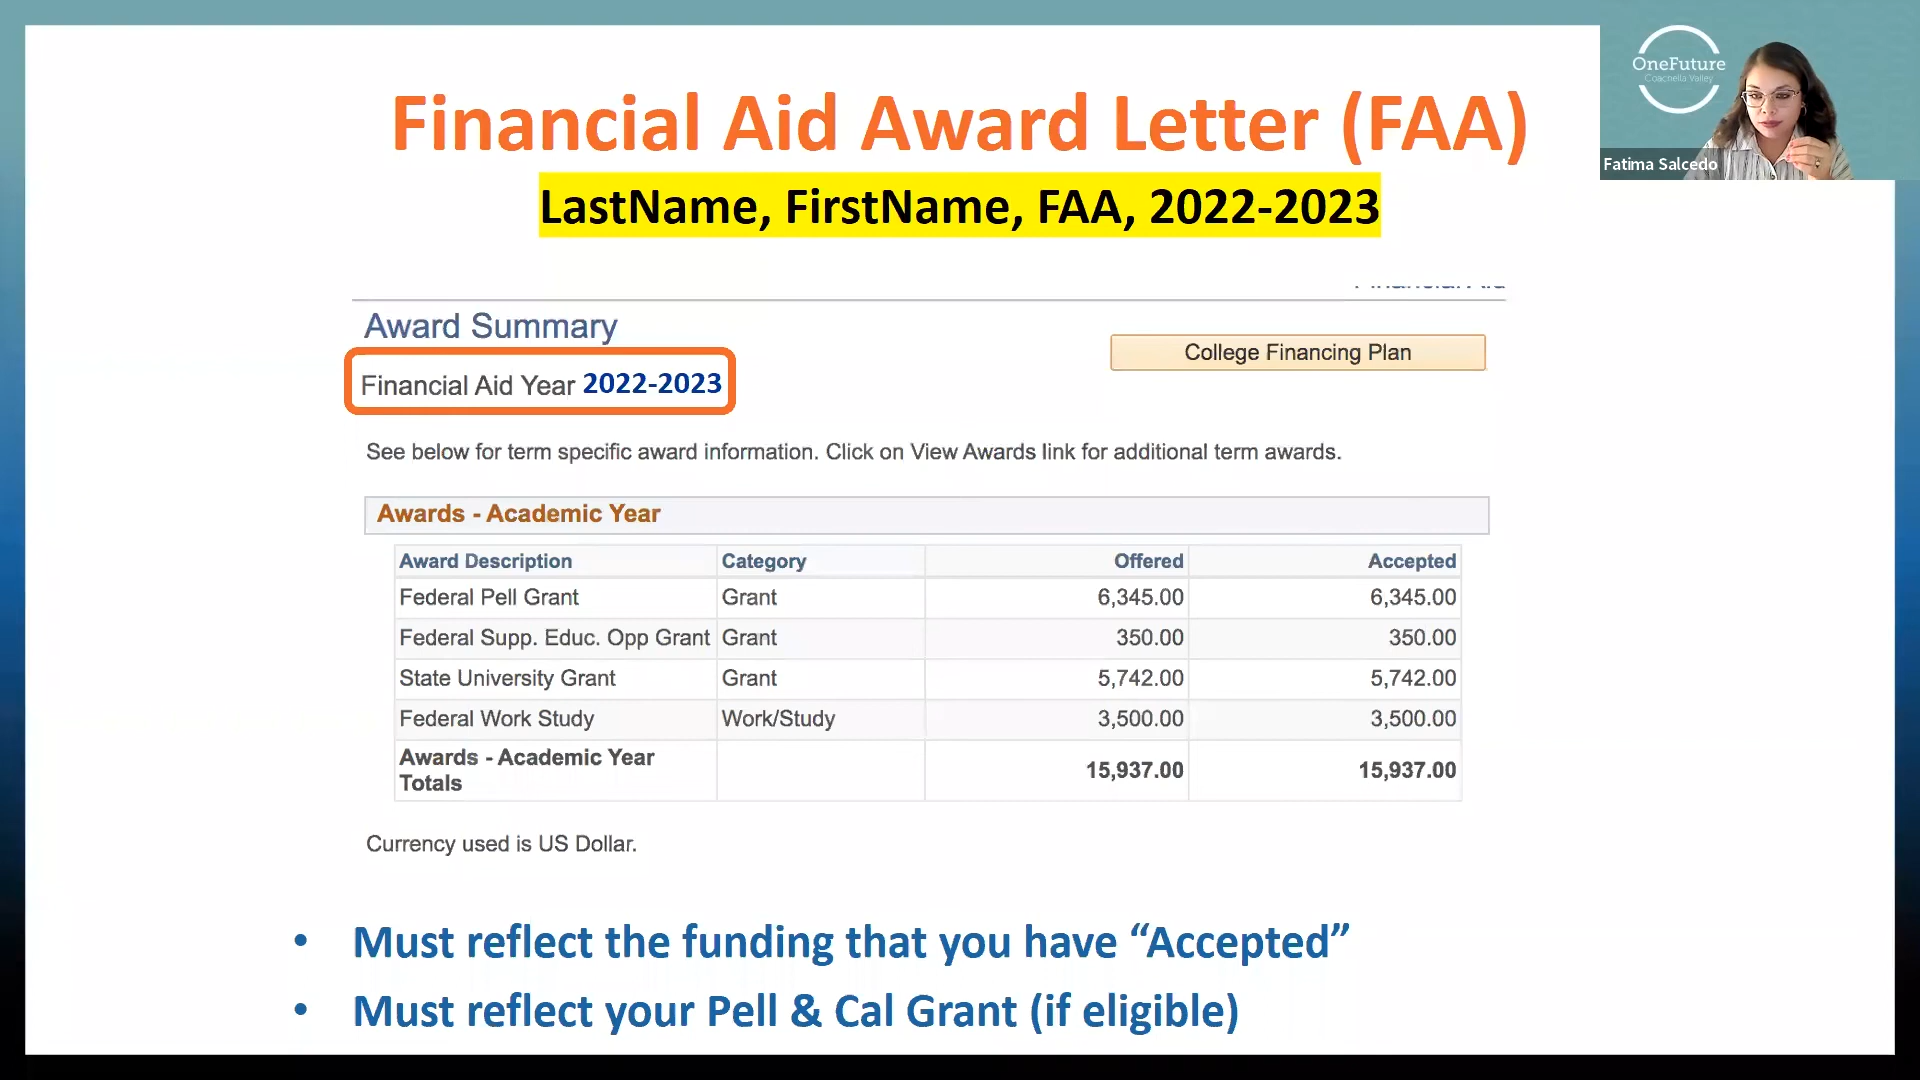 Financial Aid Award Letter (FAA)
LastName, FirstName, FAA, 2022-2023
OneFuture
Coachella Valley
Fatima Salcedo
Award Summary
College Financing Plan
Financial Aid Year 2022-2023
See below for term specific award information. Click on View Awards link for additional term awards.
Awards - Academic Year
Award Description Category Offered Accepted
Federal Pell Grant Grant 6,345.00 6,345.00
Federal Supp. Educ. Opp Grant Grant 350.00 350.00
State University Grant Grant 5,742.00 5,742.00
Federal Work Study Work/Study 3,500.00 3,500.00
Awards - Academic Year
Totals 15,937.00 15,937.00
Currency used is US Dollar.
• Must reflect the funding that you have “Accepted”
• Must reflect your Pell & Cal Grant (if eligible)